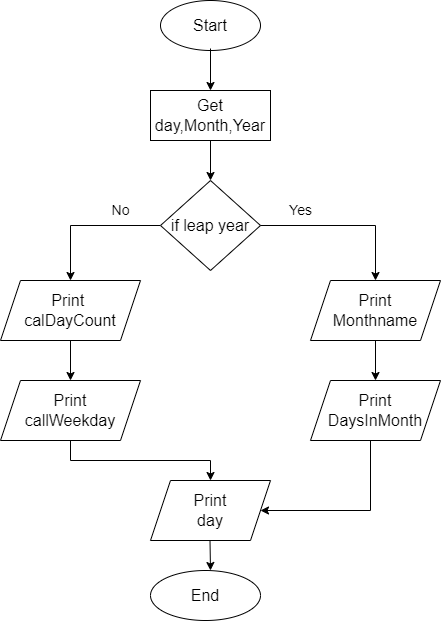 Start
Get
day,Month,Year
if leap year
No
Yes
Print
calDayCount
Print
Monthname
Print
callWeekday
Print
DaysInMonth
Print
day
End